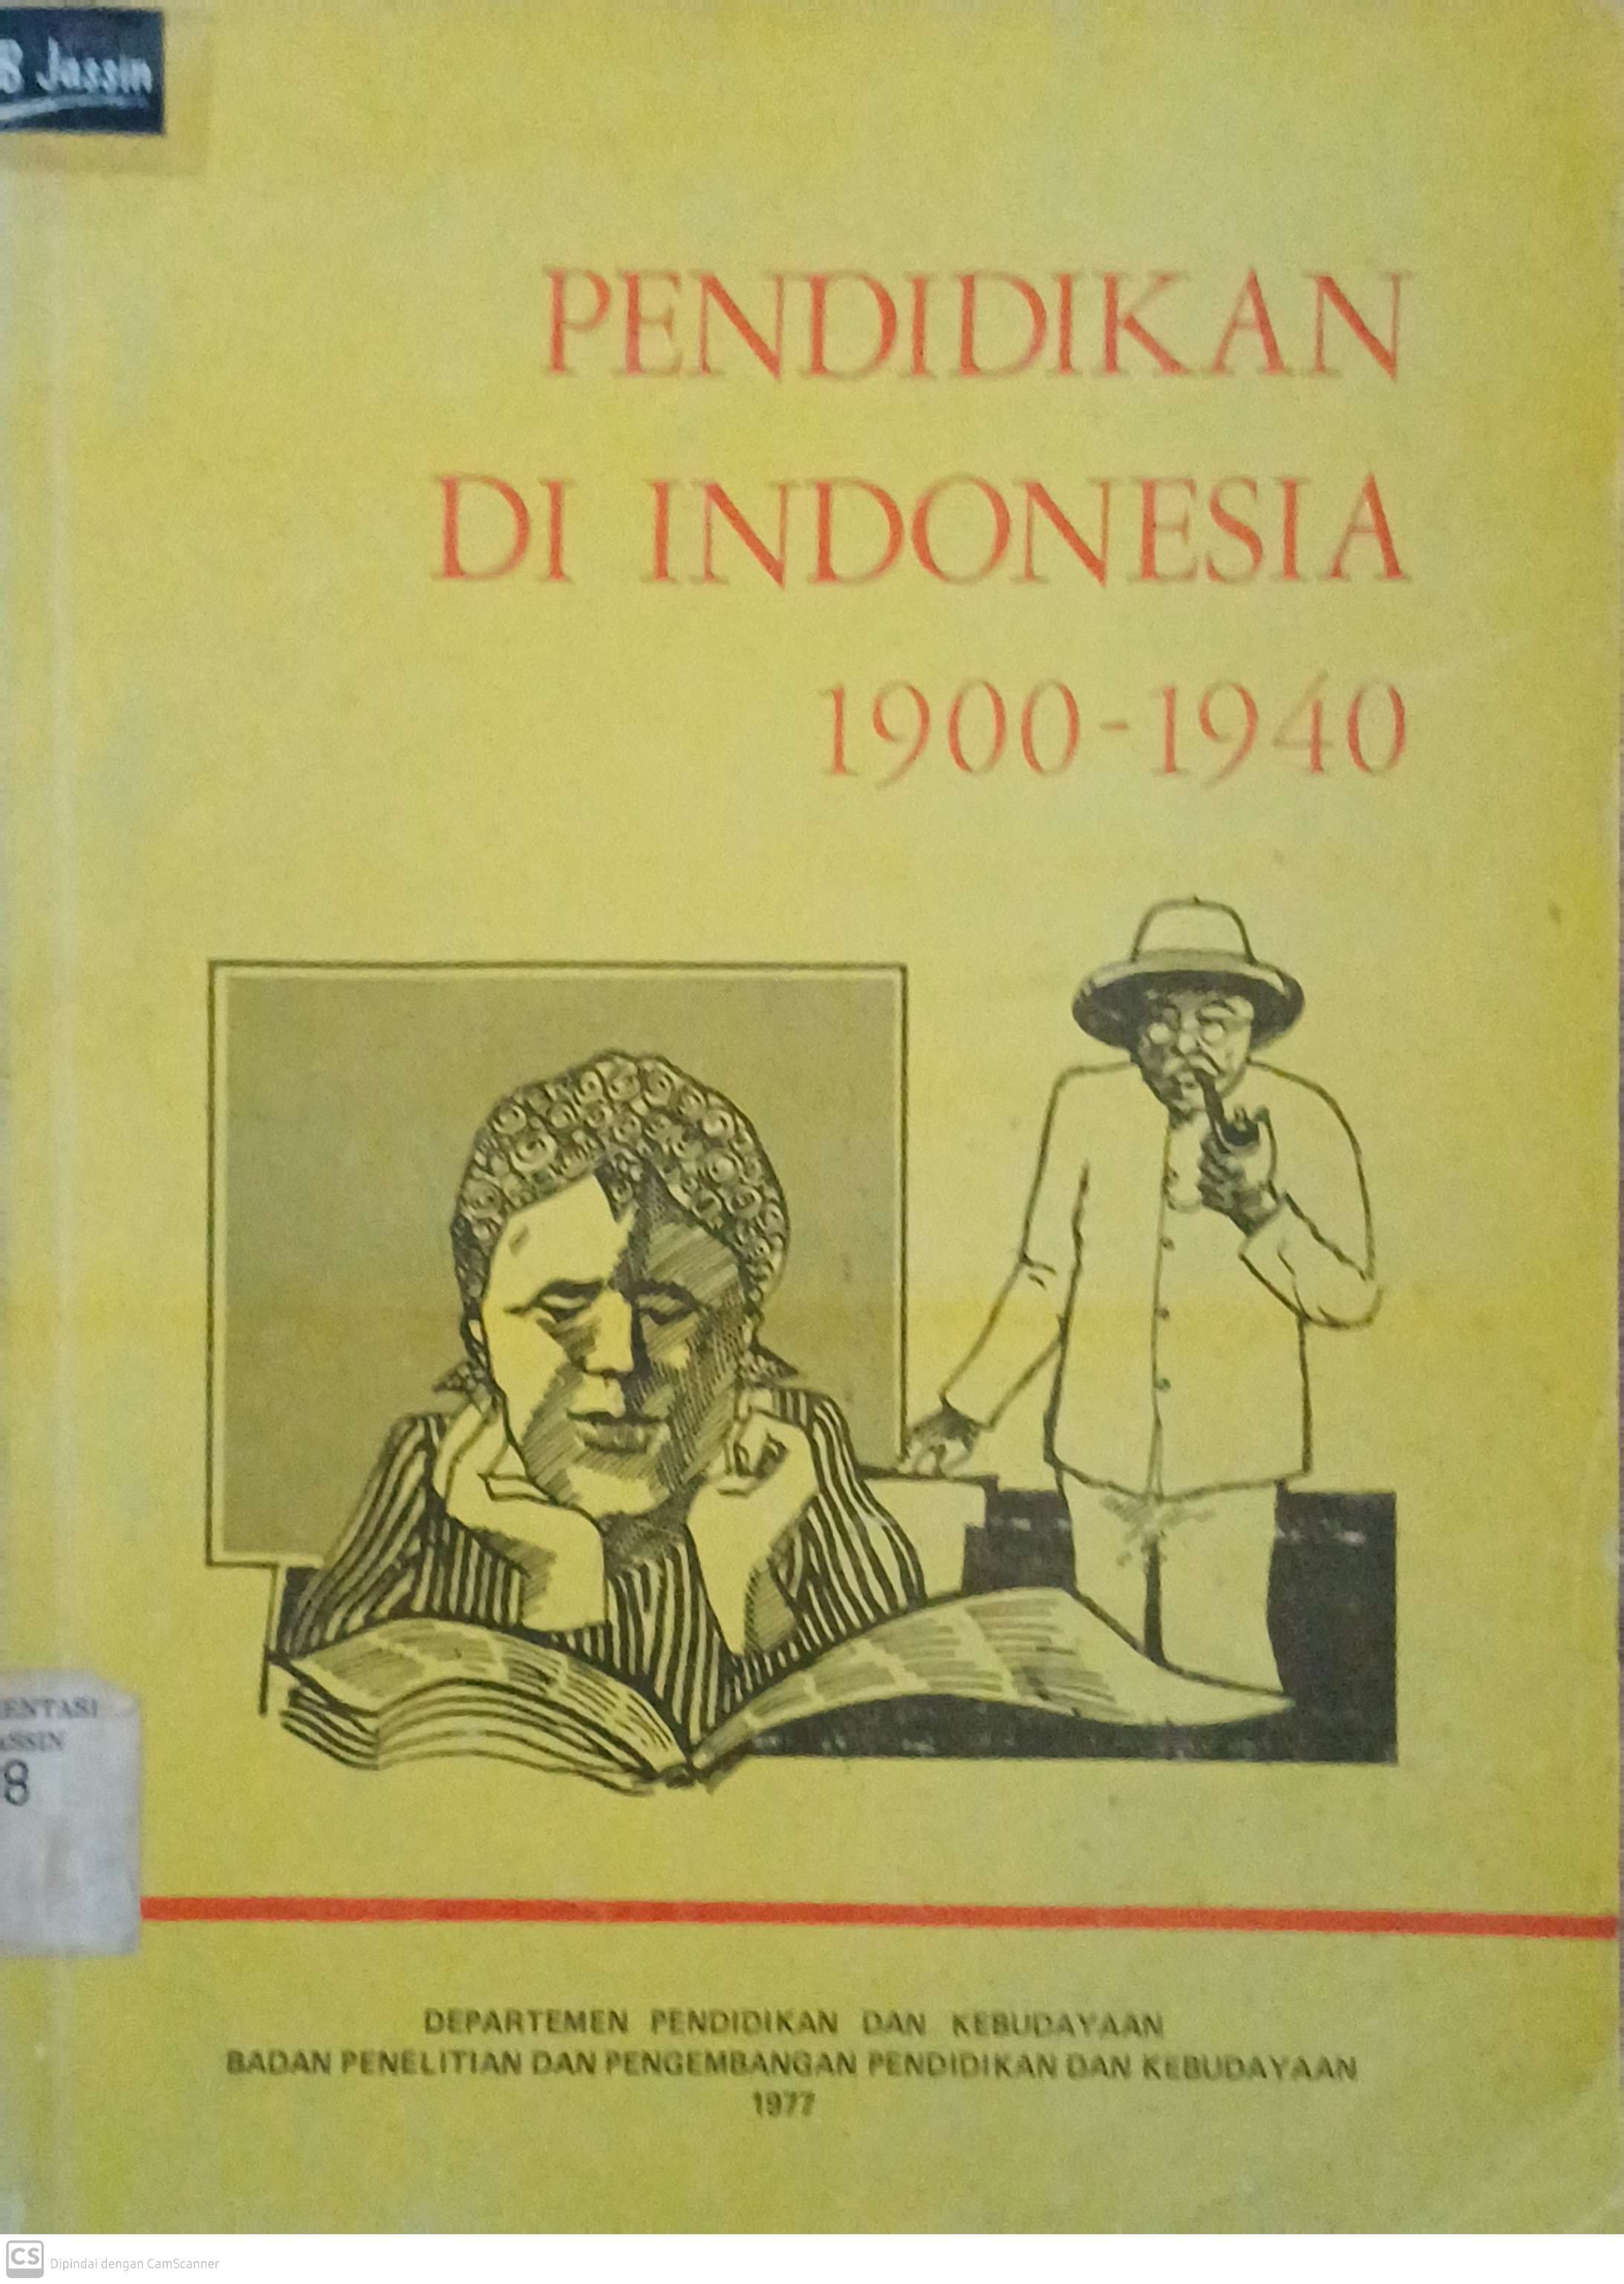 B Jassin
PENDIDIKAN
DI INDONESIA
1900-1940
ENTASI
ASSIN
8
DEPARTEMEN PENDIDIKAN DAN KEBUDAYAAN
BADAN PENELITIAN DAN PENGEMBANGAN PENDIDIKAN DAN KEBUDAYAAN
1977
CS Dipindai dengan CamScanner